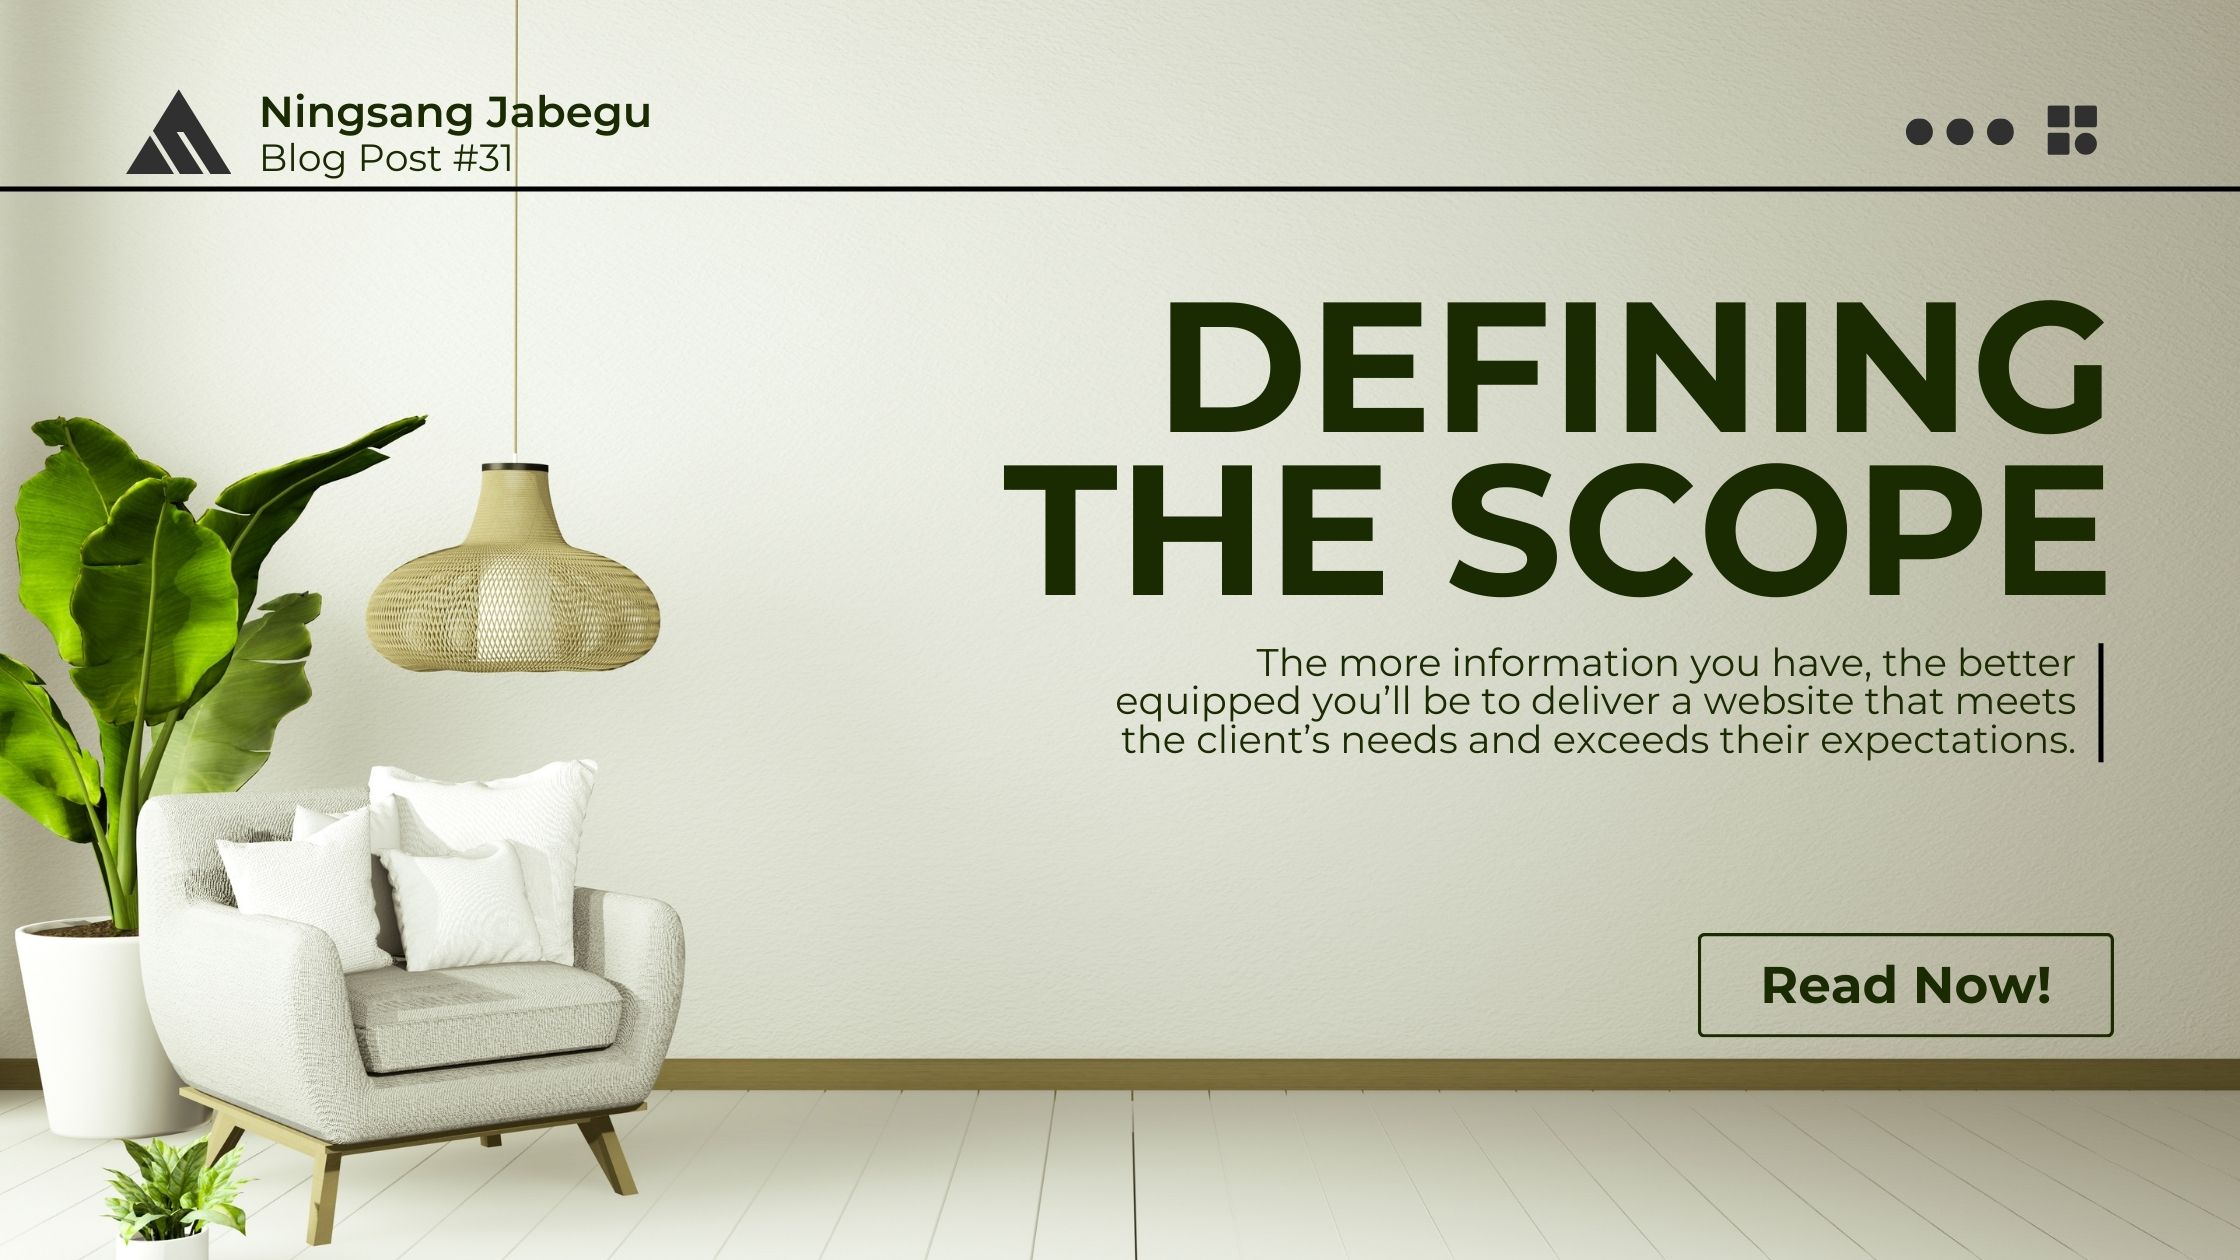 Ningsang Jabegu
Blog Post #31
DEFINING
THE SCOPE
The more information you have, the better
equipped you’ll be to deliver a website that meets
the client’s needs and exceeds their expectations.
Read Now!